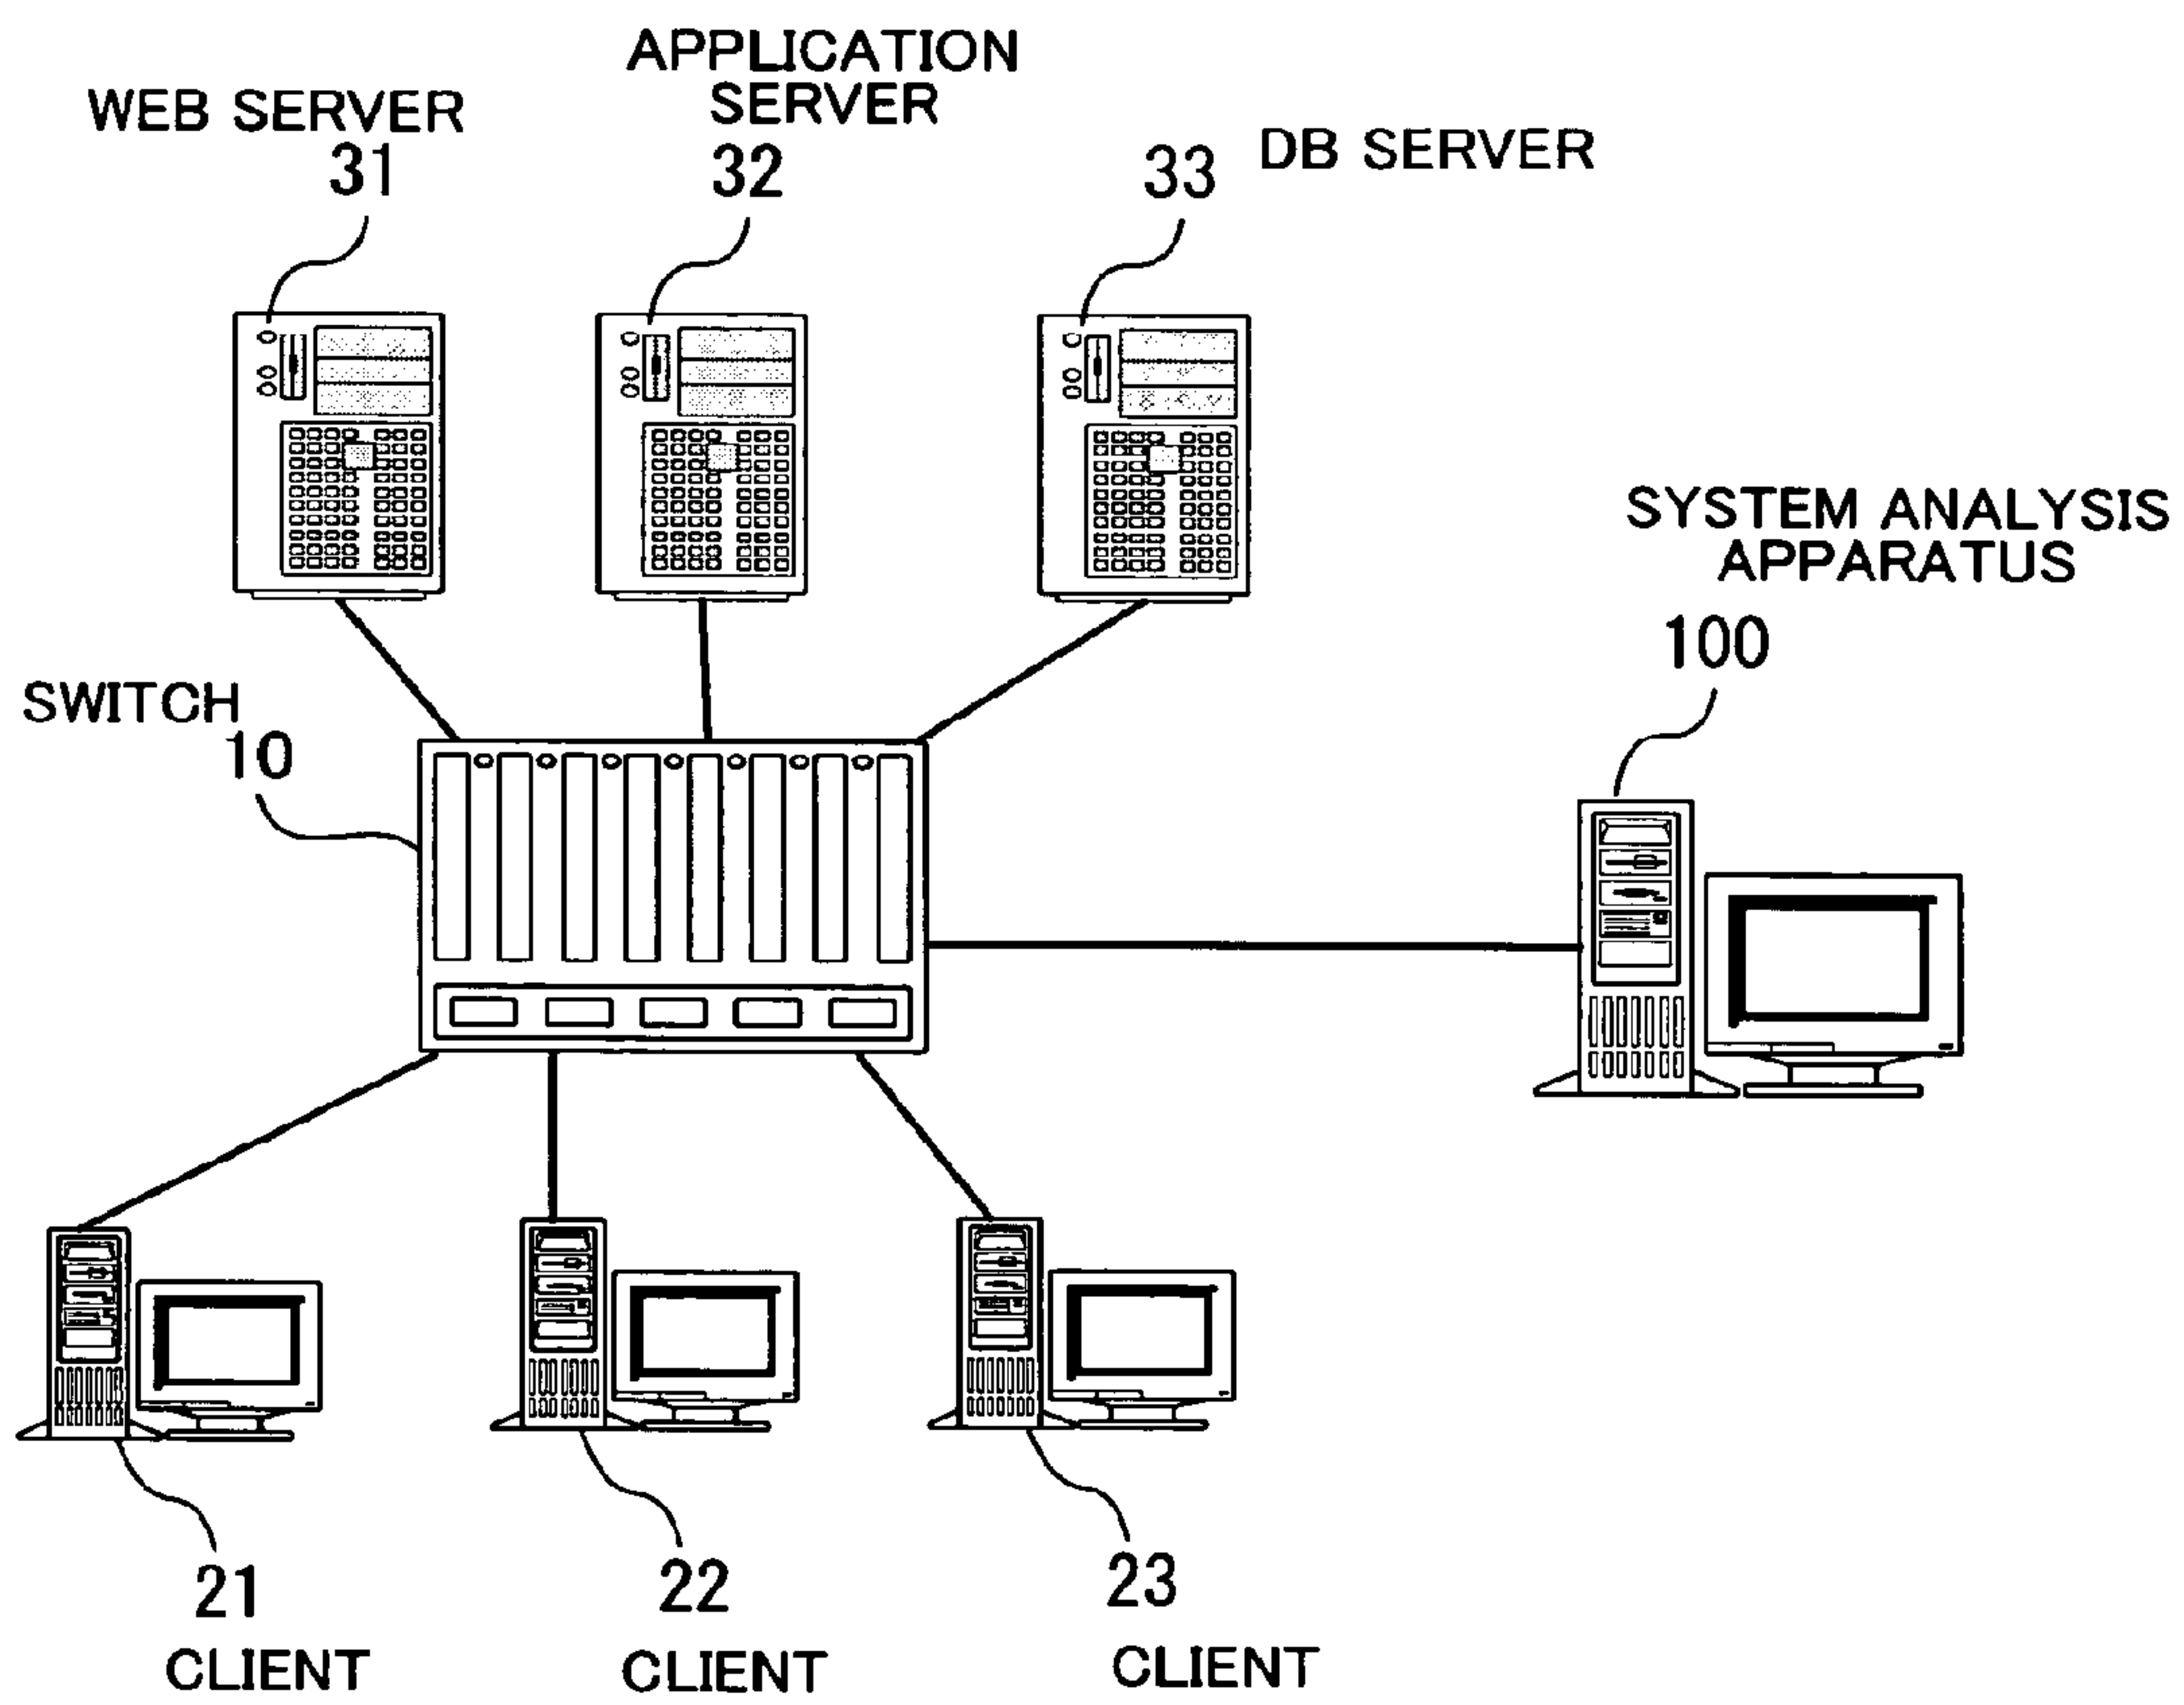 APPLICATION
SERVER
32
WEB SERVER
31
33 DB SERVER
SYSTEM ANALYSIS
APPARATUS
100
SWITCH
10
21
CLIENT
22
CLIENT
23
CLIENT